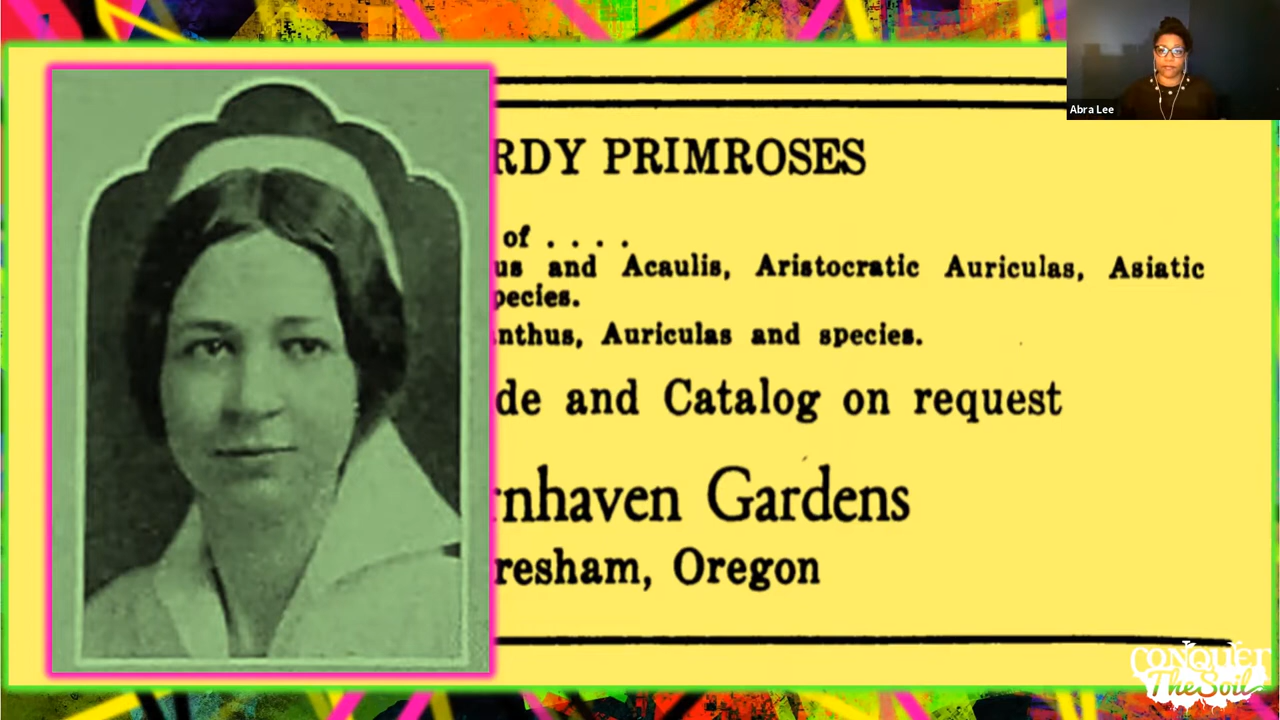 Abra Lee
RDY PRIMROSES
of . . . .
us and Acaulis, Aristocratic Auriculas, Asiatic
pecies.
nthus, Auriculas and species.
de and Catalog on request
rnhaven Gardens
resham, Oregon
CONQUER
The Soil